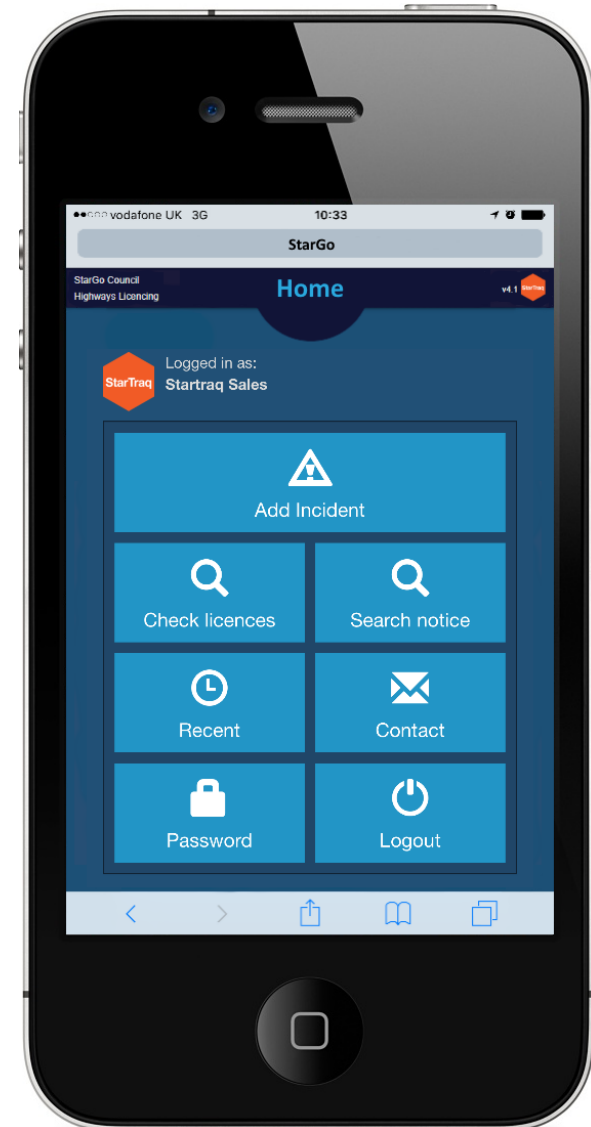 vodafone UK 3G 10:33
StarGo
StarGo Council
Highways Licencing
Home
v4.1 StarTraq
StarTraq
Logged in as:
Startraq Sales
Add Incident
Check licences Search notice
Recent Contact
Password Logout